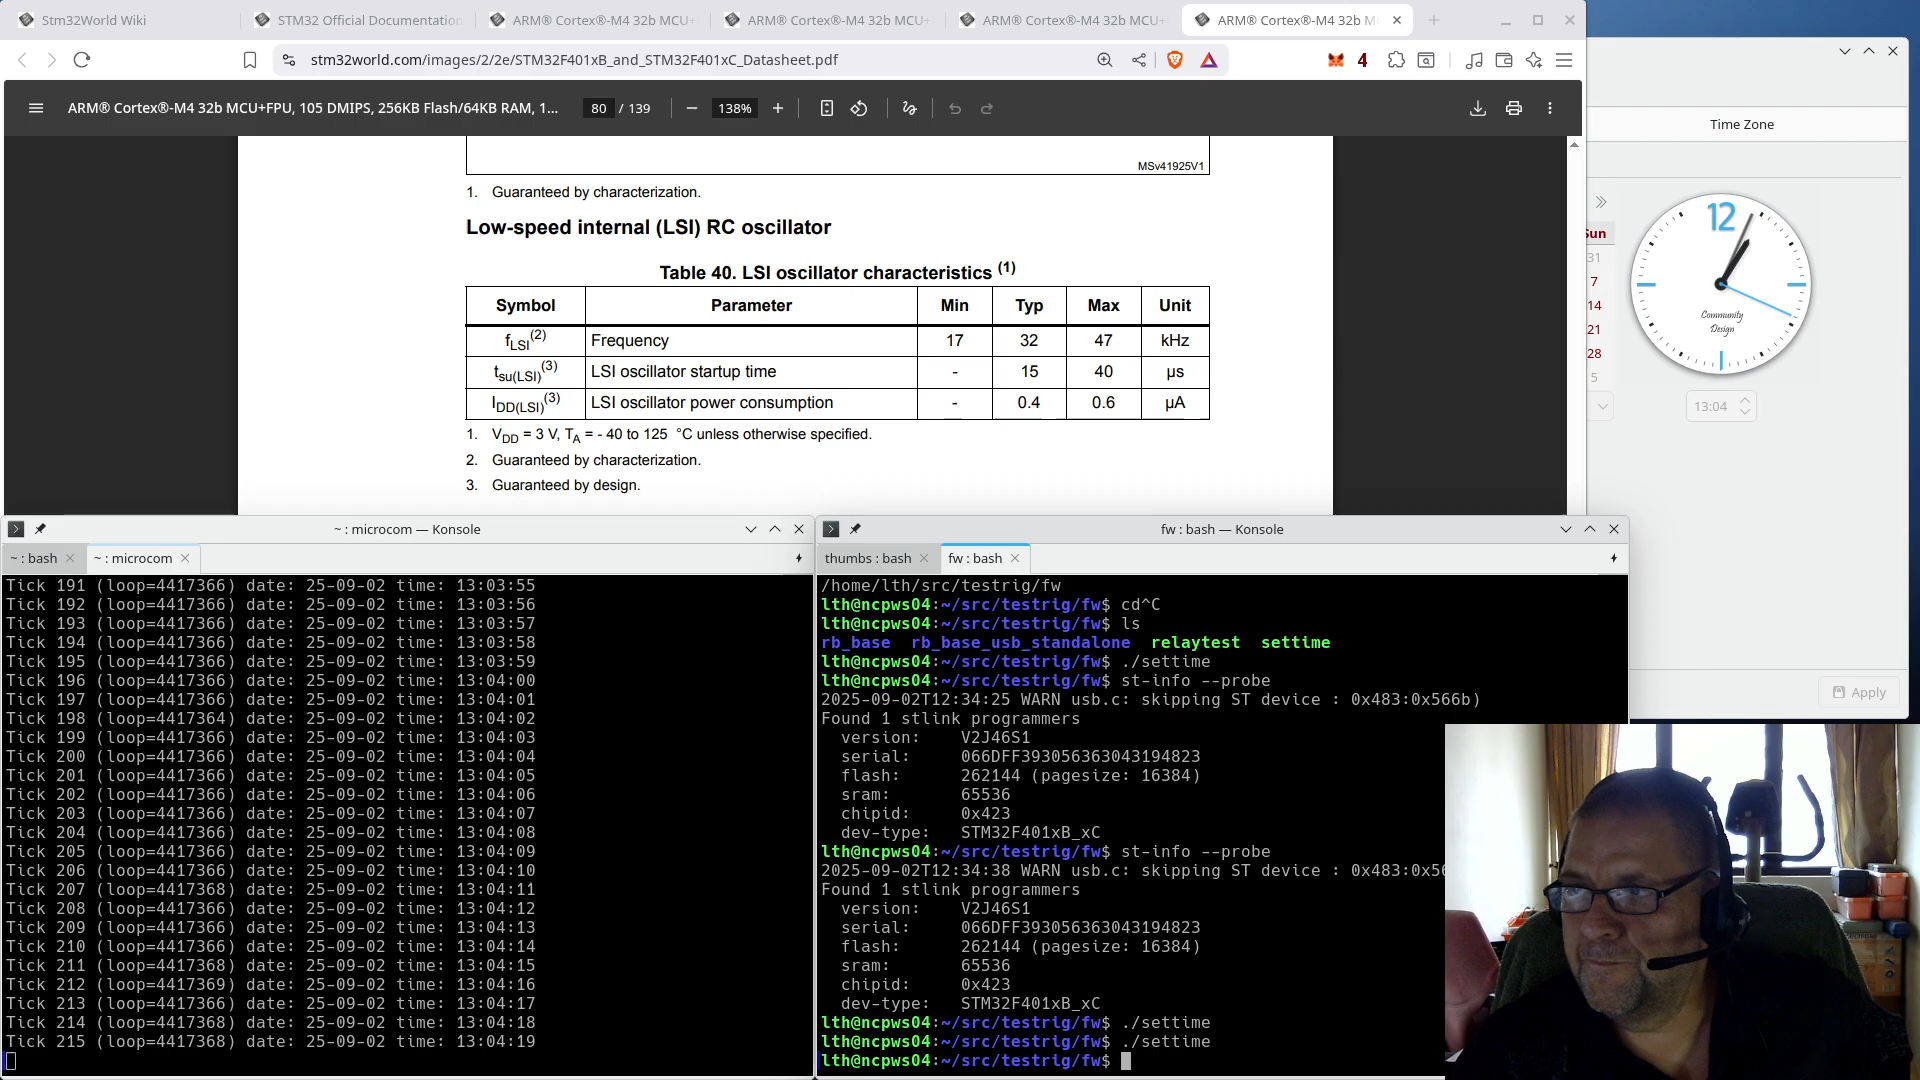 Stm32World Wiki
STM32 Official Documentation
ARM® Cortex®-M4 32b MCU+
ARM® Cortex®-M4 32b MCU+
ARM® Cortex®-M4 32b MCU+
ARM® Cortex®-M4 32b M
stm32world.com/images/2/2e/STM32F401xB_and_STM32F401xC_Datasheet.pdf
4
ARM® Cortex®-M4 32b MCU+FPU, 105 DMIPS, 256KB Flash/64KB RAM, 1...
80 / 139
138%
MSv41925V1
1. Guaranteed by characterization.
Low-speed internal (LSI) RC oscillator
Table 40. LSI oscillator characteristics (1)
Symbol Parameter Min Typ Max Unit
fLSI(2) Frequency 17 32 47 kHz
tsu(LSI)(3) LSI oscillator startup time - 15 40 µs
IDD(LSI)(3) LSI oscillator power consumption - 0.4 0.6 µA
1. VDD = 3 V, TA = - 40 to 125 °C unless otherwise specified.
2. Guaranteed by characterization.
3. Guaranteed by design.
Time Zone
Sun
31
7
14
21
28
5
12
Community
Design
13:04
Apply
~ : microcom — Konsole
~ : bash
~ : microcom
Tick 191 (loop=4417366) date: 25-09-02 time: 13:03:55
Tick 192 (loop=4417366) date: 25-09-02 time: 13:03:56
Tick 193 (loop=4417366) date: 25-09-02 time: 13:03:57
Tick 194 (loop=4417366) date: 25-09-02 time: 13:03:58
Tick 195 (loop=4417366) date: 25-09-02 time: 13:03:59
Tick 196 (loop=4417366) date: 25-09-02 time: 13:04:00
Tick 197 (loop=4417366) date: 25-09-02 time: 13:04:01
Tick 198 (loop=4417364) date: 25-09-02 time: 13:04:02
Tick 199 (loop=4417366) date: 25-09-02 time: 13:04:03
Tick 200 (loop=4417366) date: 25-09-02 time: 13:04:04
Tick 201 (loop=4417366) date: 25-09-02 time: 13:04:05
Tick 202 (loop=4417366) date: 25-09-02 time: 13:04:06
Tick 203 (loop=4417366) date: 25-09-02 time: 13:04:07
Tick 204 (loop=4417366) date: 25-09-02 time: 13:04:08
Tick 205 (loop=4417366) date: 25-09-02 time: 13:04:09
Tick 206 (loop=4417366) date: 25-09-02 time: 13:04:10
Tick 207 (loop=4417368) date: 25-09-02 time: 13:04:11
Tick 208 (loop=4417366) date: 25-09-02 time: 13:04:12
Tick 209 (loop=4417366) date: 25-09-02 time: 13:04:13
Tick 210 (loop=4417366) date: 25-09-02 time: 13:04:14
Tick 211 (loop=4417368) date: 25-09-02 time: 13:04:15
Tick 212 (loop=4417369) date: 25-09-02 time: 13:04:16
Tick 213 (loop=4417366) date: 25-09-02 time: 13:04:17
Tick 214 (loop=4417368) date: 25-09-02 time: 13:04:18
Tick 215 (loop=4417368) date: 25-09-02 time: 13:04:19
fw : bash — Konsole
thumbs : bash
fw : bash
/home/lth/src/testrig/fw
lth@ncpws04:~/src/testrig/fw$ cd^C
lth@ncpws04:~/src/testrig/fw$ ls
rb_base rb_base_usb_standalone relaytest settime
lth@ncpws04:~/src/testrig/fw$ ./settime
lth@ncpws04:~/src/testrig/fw$ st-info --probe
2025-09-02T12:34:25 WARN usb.c: skipping ST device : 0x483:0x566b)
Found 1 stlink programmers
version: V2J46S1
serial: 066DFF393056363043194823
flash: 262144 (pagesize: 16384)
sram: 65536
chipid: 0x423
dev-type: STM32F401xB_xC
lth@ncpws04:~/src/testrig/fw$ st-info --probe
2025-09-02T12:34:38 WARN usb.c: skipping ST device : 0x483:0x56
Found 1 stlink programmers
version: V2J46S1
serial: 066DFF393056363043194823
flash: 262144 (pagesize: 16384)
sram: 65536
chipid: 0x423
dev-type: STM32F401xB_xC
lth@ncpws04:~/src/testrig/fw$ ./settime
lth@ncpws04:~/src/testrig/fw$ ./settime
lth@ncpws04:~/src/testrig/fw$